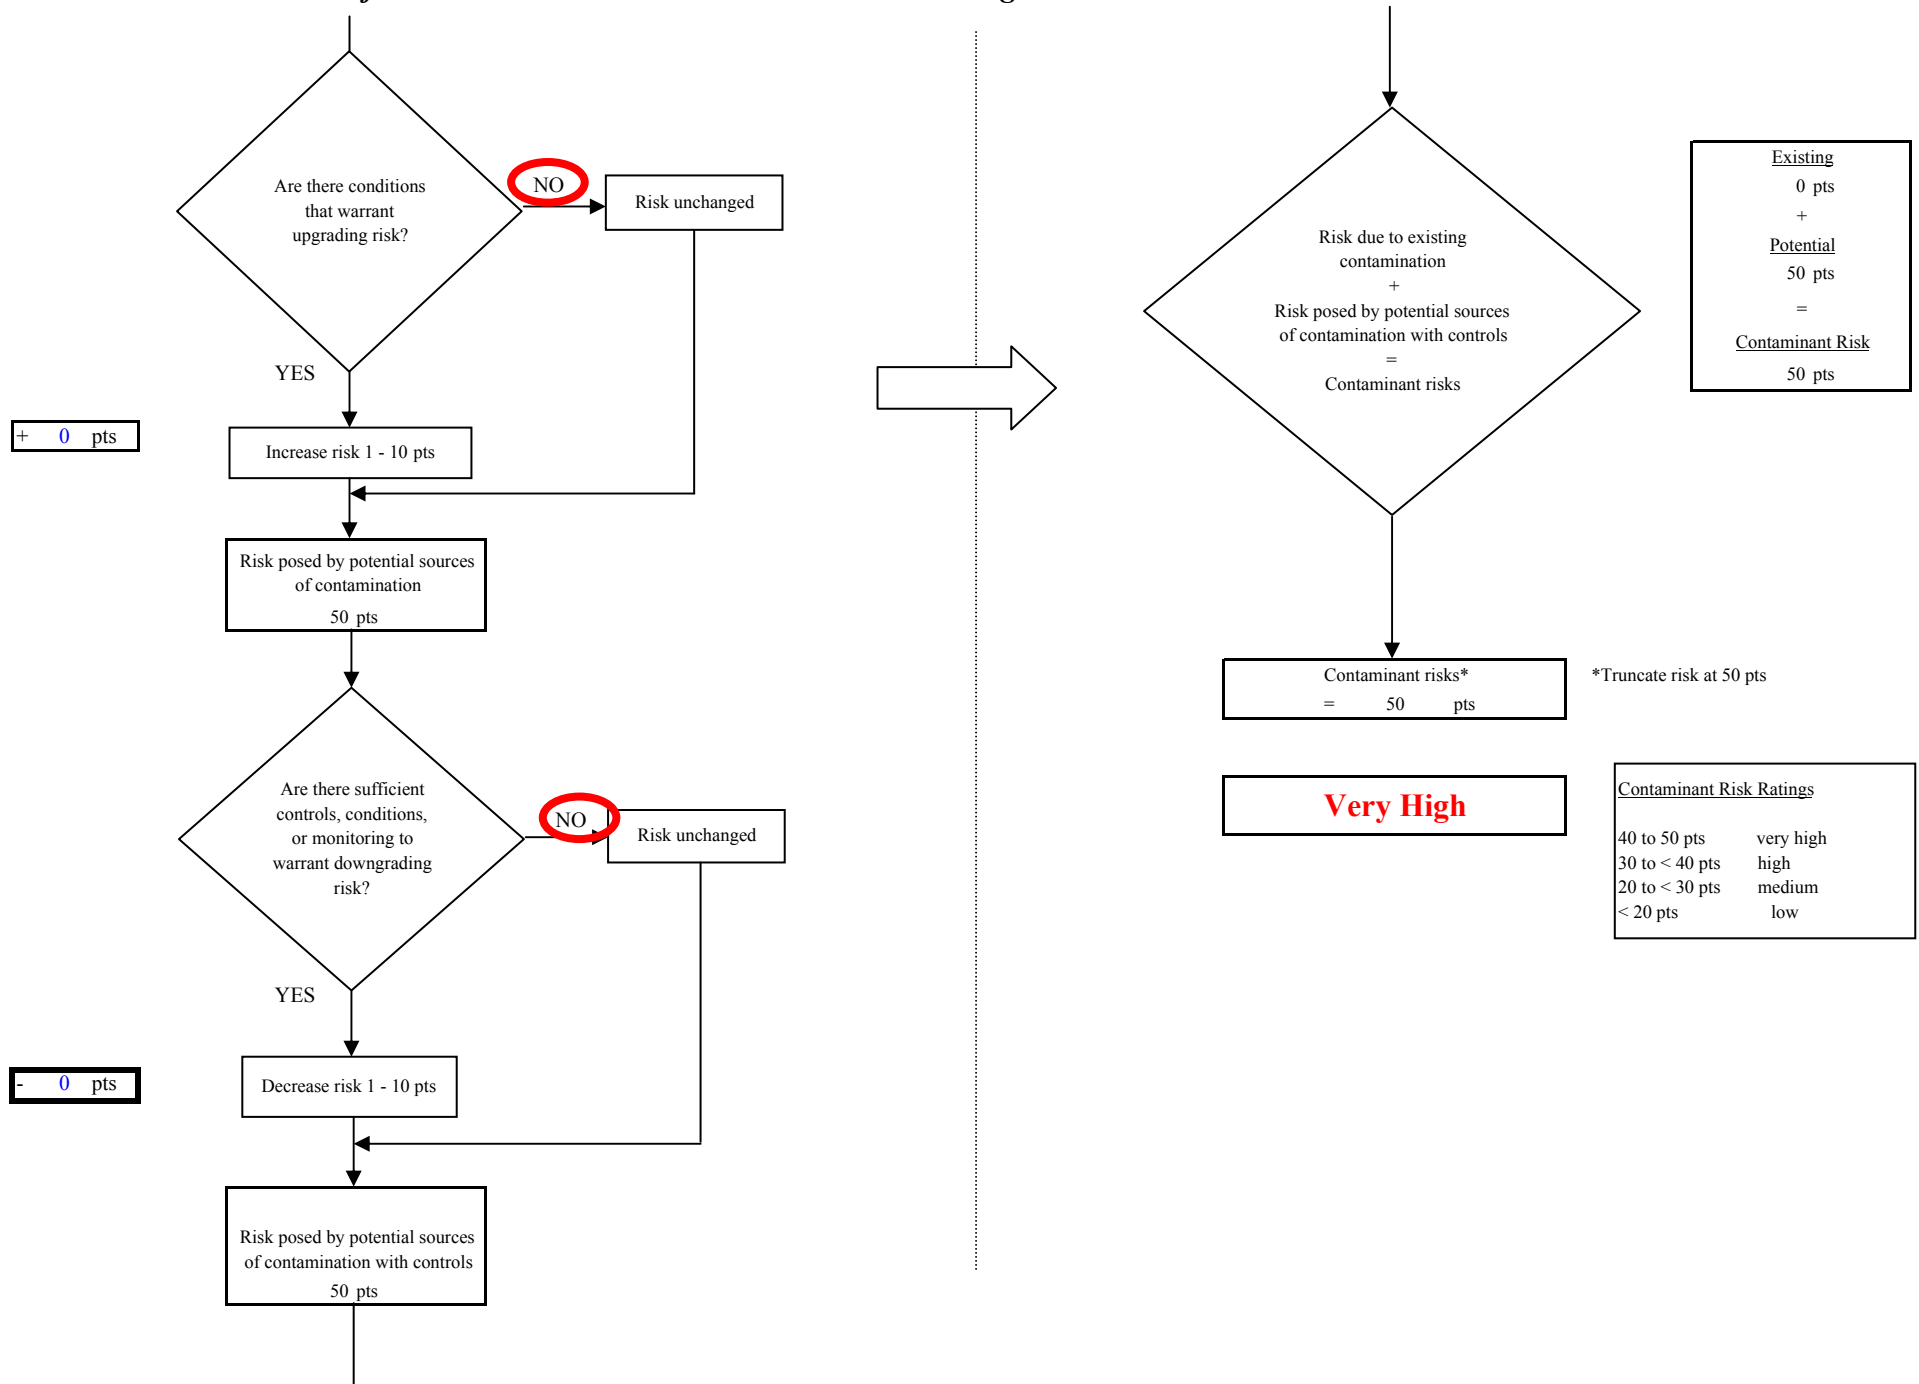 Are there conditions
that warrant
upgrading risk?
NO
Risk unchanged
YES
+ 0 pts
Increase risk 1 - 10 pts
Risk posed by potential sources
of contamination
50 pts
Are there sufficient
controls, conditions,
or monitoring to
warrant downgrading
risk?
NO
Risk unchanged
YES
- 0 pts
Decrease risk 1 - 10 pts
Risk posed by potential sources
of contamination with controls
50 pts
Risk due to existing
contamination
+
Risk posed by potential sources
of contamination with controls
=
Contaminant risks
Existing
0 pts
+
Potential
50 pts
=
Contaminant Risk
50 pts
Contaminant risks*
= 50 pts
*Truncate risk at 50 pts
Very High
Contaminant Risk Ratings
40 to 50 pts very high
30 to < 40 pts high
20 to < 30 pts medium
< 20 pts low